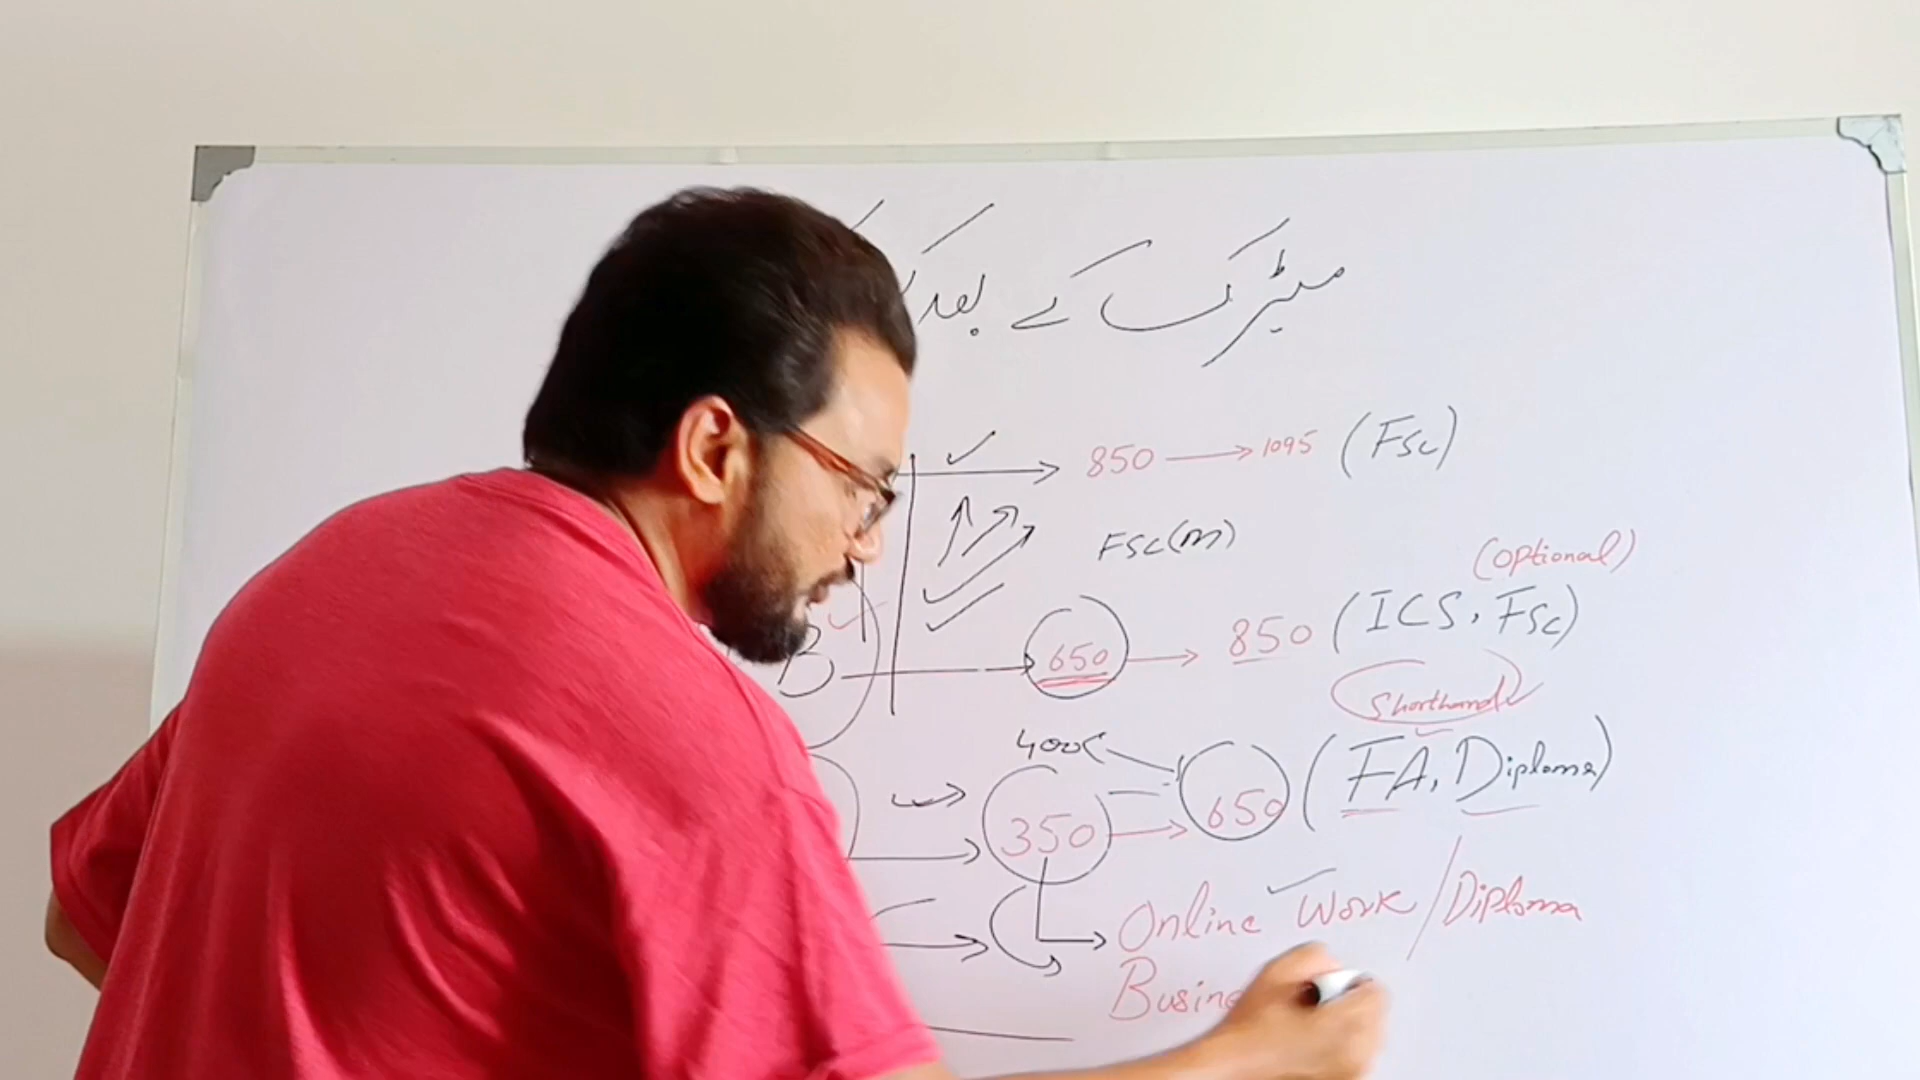 میٹرک کے بعد
850 → 1095 (FSc)
FSC(m)
(optional)
B → 650 → 850 (ICS, FSc)
Shorthand
400
350 → 650 (FA, Diploma)
Online Work / Diploma
Busine